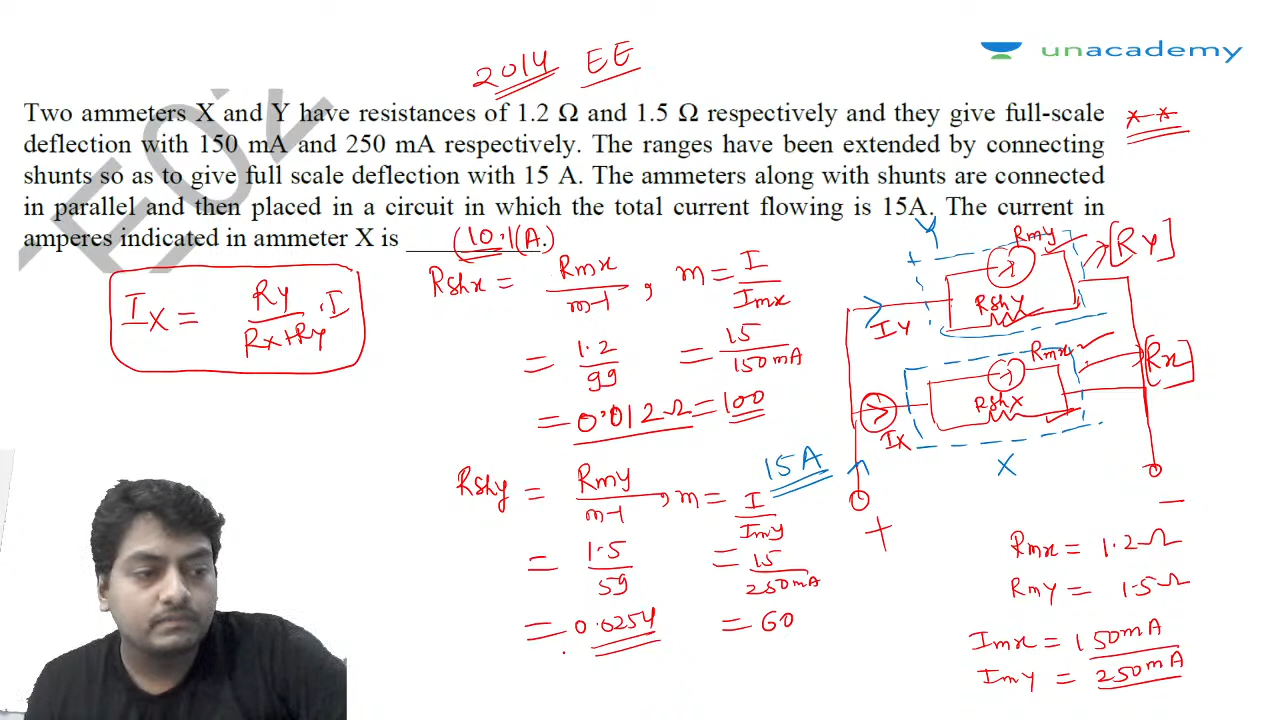 2014 EE
unacademy
Two ammeters X and Y have resistances of 1.2 Ω and 1.5 Ω respectively and they give full-scale
deflection with 150 mA and 250 mA respectively. The ranges have been extended by connecting
shunts so as to give full scale deflection with 15 A. The ammeters along with shunts are connected
in parallel and then placed in a circuit in which the total current flowing is 15A. The current in
amperes indicated in ammeter X is ____________ (10.1(A.)
**
Ix = Ry / Rx+Ry . I
Rshx = Rmx / m-1 , m = I / Imx
= 1.2 / 99 = 15 / 150mA
= 0.012Ω = 100
Rshy = Rmy / m-1 , m = I / Imy
= 1.5 / 59 = 15 / 250mA
= 0.0254 = 60
Y
RmY
[RY]
+
RshY
IY
Rmx
[Rx]
RshX
Ix
X
15A
+
−
Rmx = 1.2Ω
RmY = 1.5Ω
Imx = 150mA
ImY = 250mA